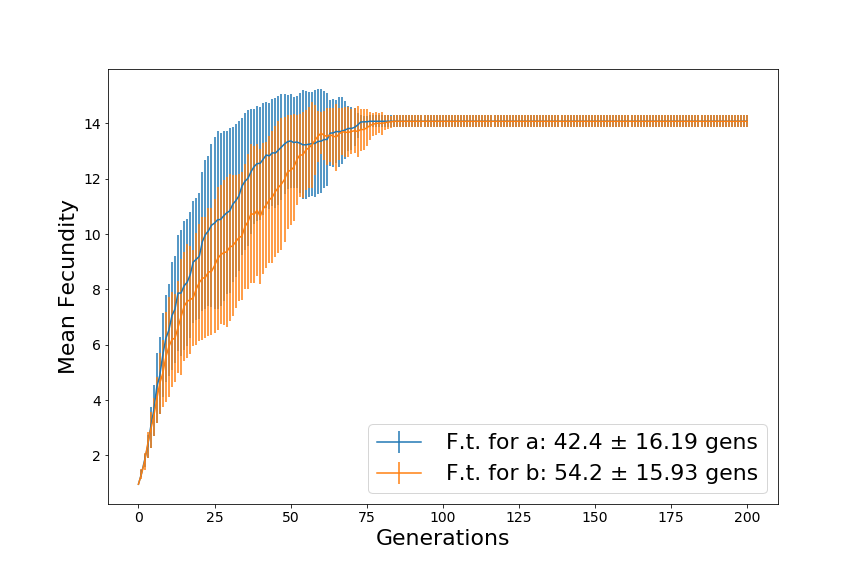 Mean Fecundity
14
12
10
8
6
4
2
F.t. for a: 42.4 ± 16.19 gens
F.t. for b: 54.2 ± 15.93 gens
0 25 50 75 100 125 150 175 200
Generations